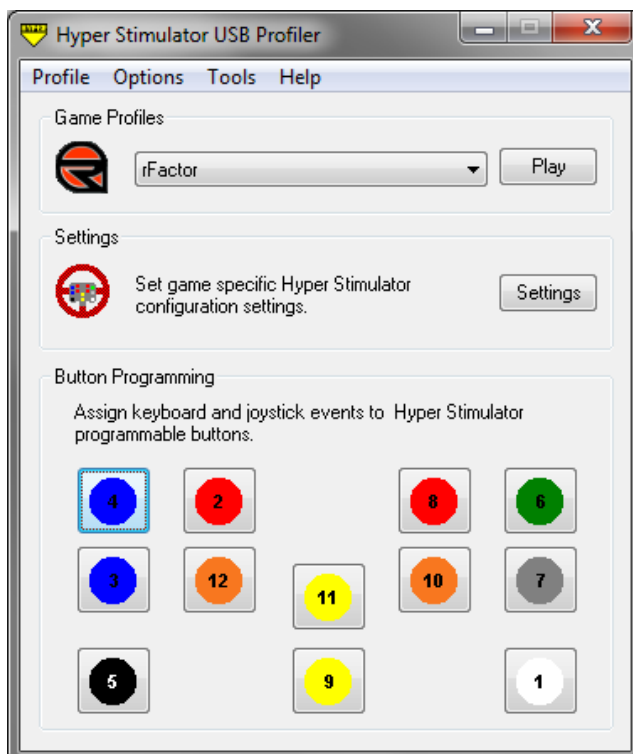 Hyper Stimulator USB Profiler
Profile Options Tools Help
Game Profiles
rFactor
Play
Settings
Set game specific Hyper Stimulator
configuration settings.
Settings
Button Programming
Assign keyboard and joystick events to Hyper Stimulator
programmable buttons.
4 2 8 6
3 12 11 10 7
5 9 1